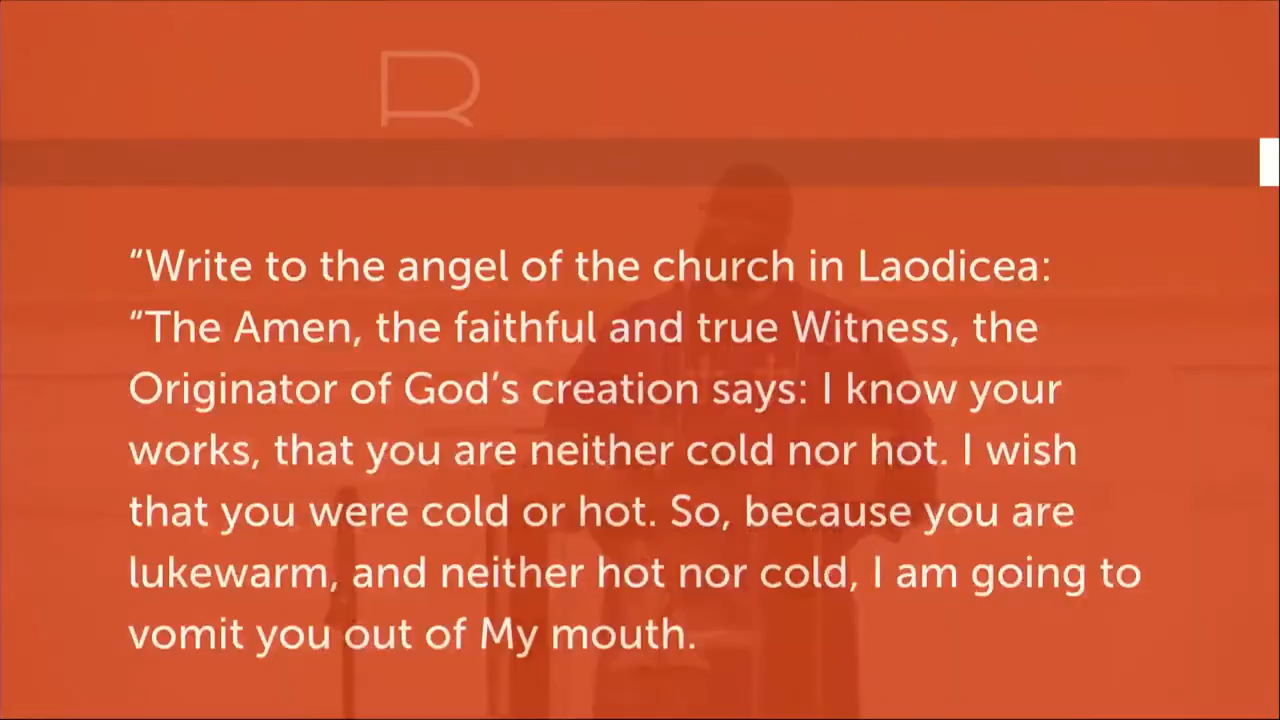 R
“Write to the angel of the church in Laodicea:
“The Amen, the faithful and true Witness, the
Originator of God’s creation says: I know your
works, that you are neither cold nor hot. I wish
that you were cold or hot. So, because you are
lukewarm, and neither hot nor cold, I am going to
vomit you out of My mouth.